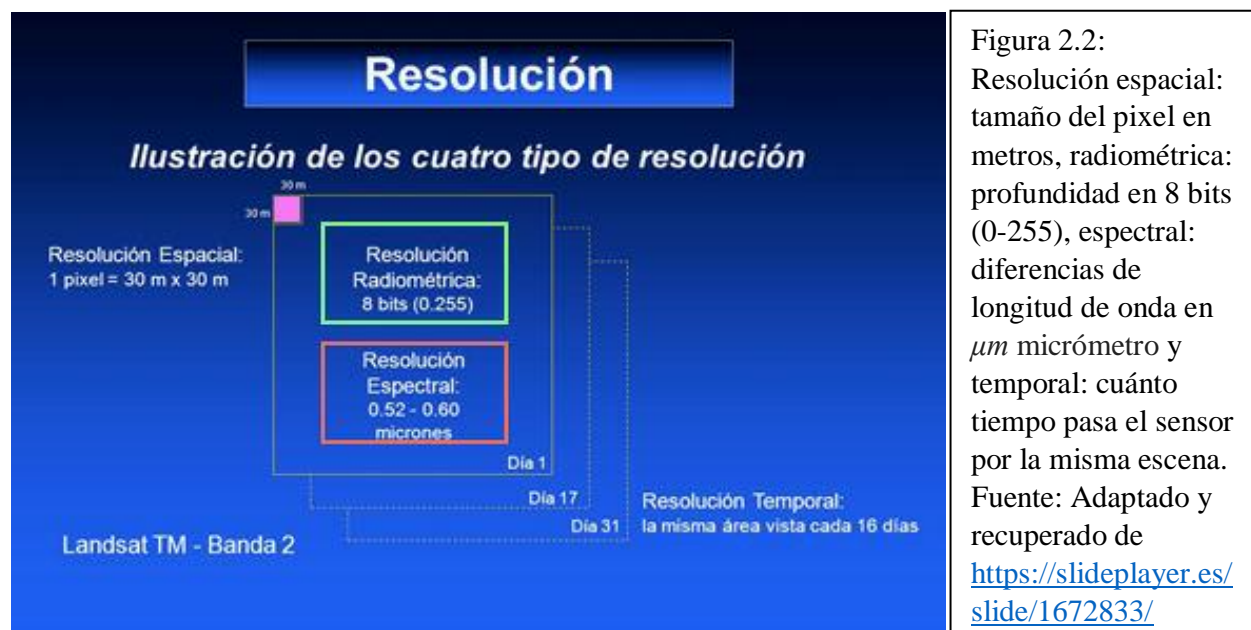 Resolución
Ilustración de los cuatro tipo de resolución
30 m
30 m
Resolución Espacial:
1 pixel = 30 m x 30 m
Resolución
Radiométrica:
8 bits (0.255)
Resolución
Espectral:
0.52 - 0.60
micrones
Día 1
Día 17
Día 31
Resolución Temporal:
la misma área vista cada 16 días
Landsat TM - Banda 2
Figura 2.2:
Resolución espacial:
tamaño del pixel en
metros, radiométrica:
profundidad en 8 bits
(0-255), espectral:
diferencias de
longitud de onda en
μm micrómetro y
temporal: cuánto
tiempo pasa el sensor
por la misma escena.
Fuente: Adaptado y
recuperado de
https://slideplayer.es/
slide/1672833/